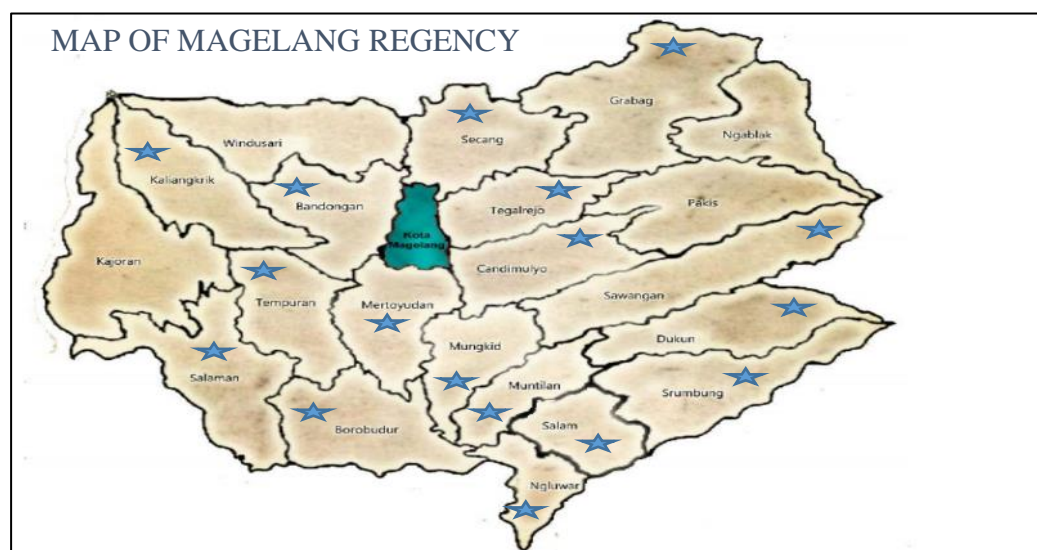 MAP OF MAGELANG REGENCY
Grabag
Ngablak
Secang
Windusari
Kaliangkrik
Bandongan
Tegalrejo
Pakis
Kota
Magelang
Kajoran
Candimulyo
Sawangan
Tempuran
Mertoyudan
Mungkid
Dukun
Salaman
Muntilan
Srumbung
Borobudur
Salam
Ngluwar